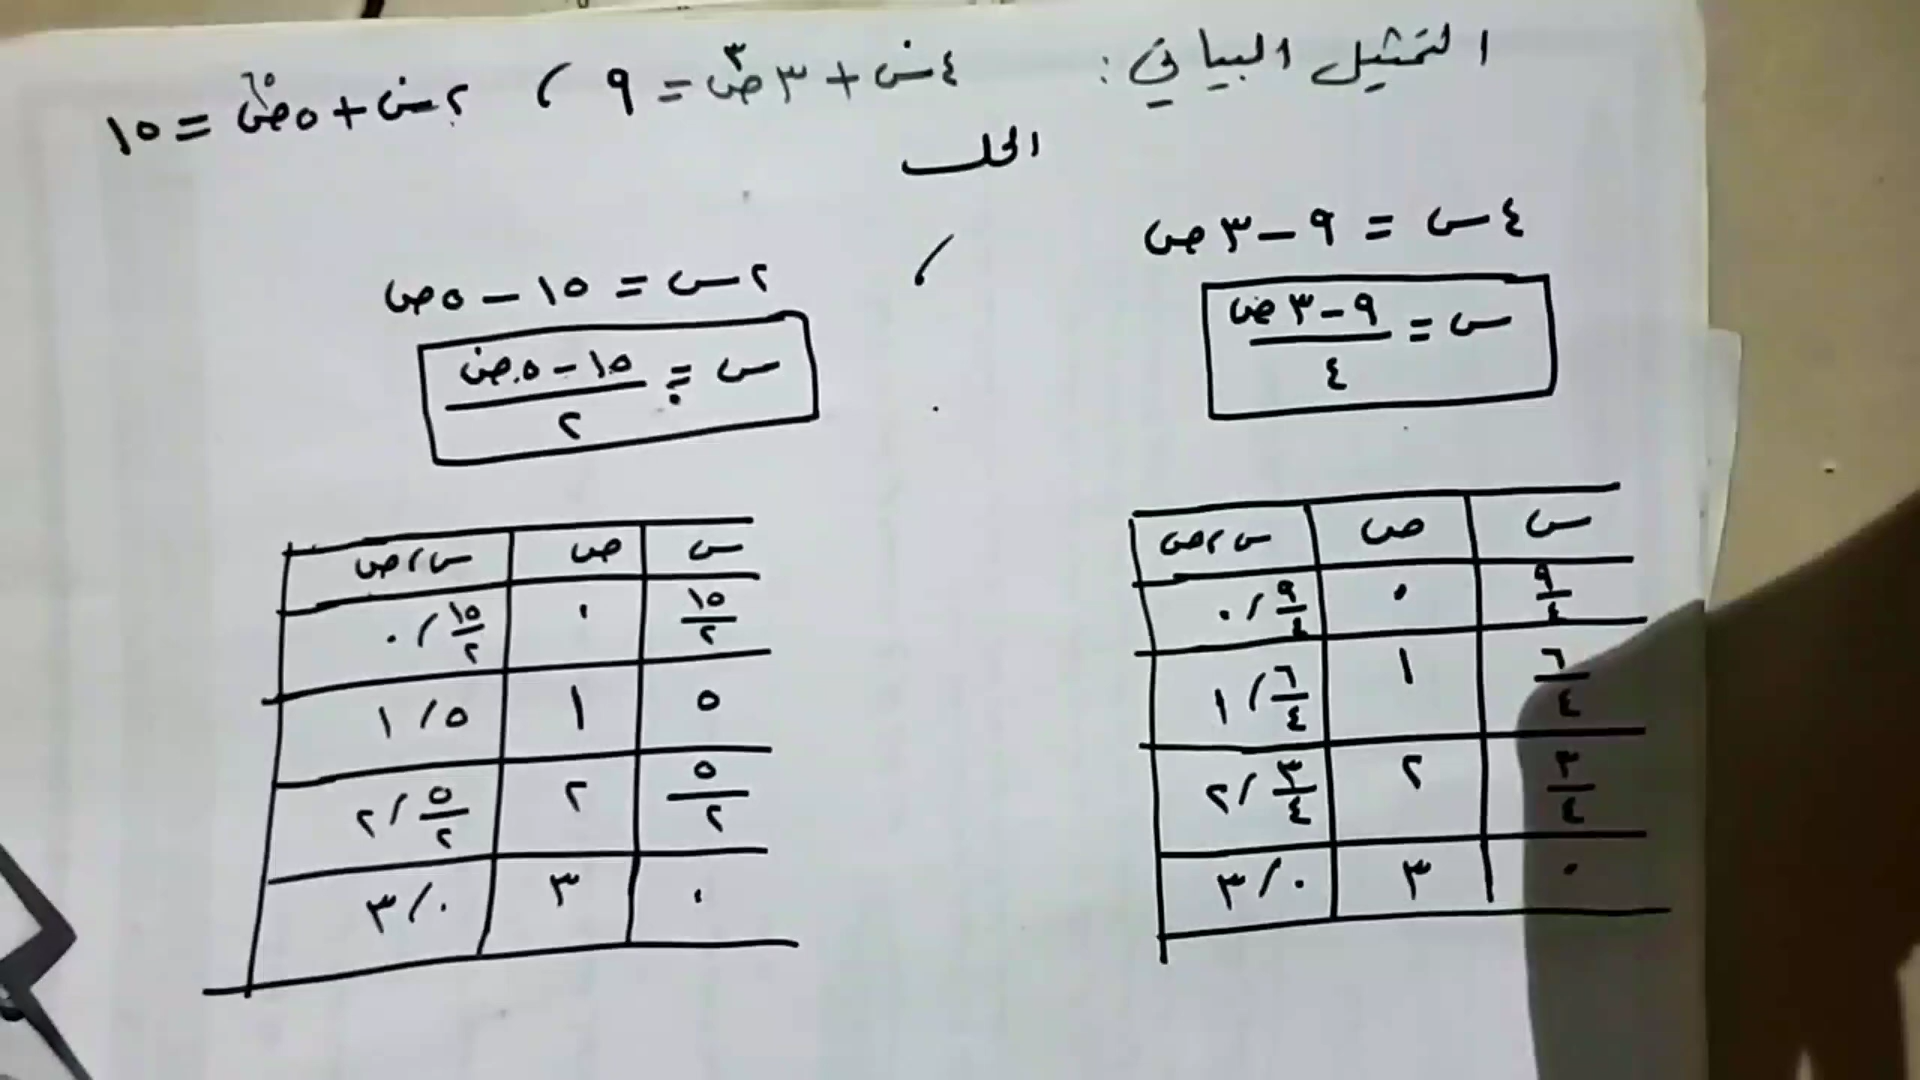 التمثيل البياني: ٤س + ٣ص = ٩ ، ٢س + ٥ص = ١٥
الحل
٤س = ٩ − ٣ص ، ٢س = ١٥ − ٥ص
س = (٩ − ٣ص)/٤
س = (١٥ − ٥ص)/٢
س ص س،ص
٩/٤ ٠ ٩/٤ ، ٠
٦/٤ ١ ٦/٤ ، ١
٣/٤ ٢ ٣/٤ ، ٢
٠ ٣ ٠ ، ٣
س ص س،ص
١٥/٢ ٠ ١٥/٢ ، ٠
٥ ١ ٥ ، ١
٥/٢ ٢ ٥/٢ ، ٢
٠ ٣ ٠ ، ٣